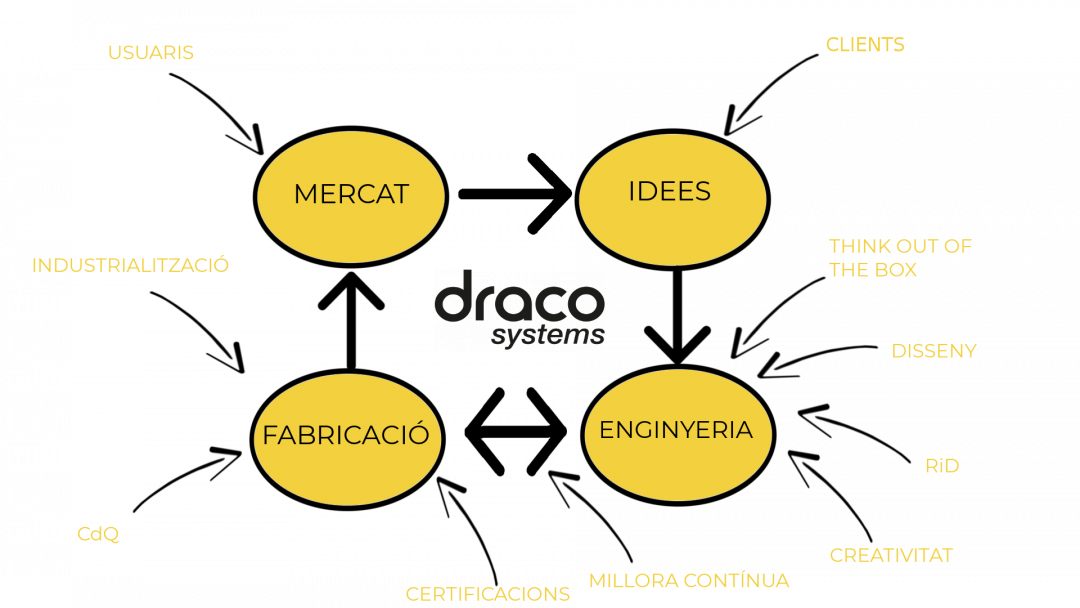 USUARIS
CLIENTS
MERCAT
IDEES
INDUSTRIALITZACIÓ
THINK OUT OF
THE BOX
draco
systems
DISSENY
FABRICACIÓ
ENGINYERIA
RiD
CdQ
CREATIVITAT
CERTIFICACIONS
MILLORA CONTÍNUA